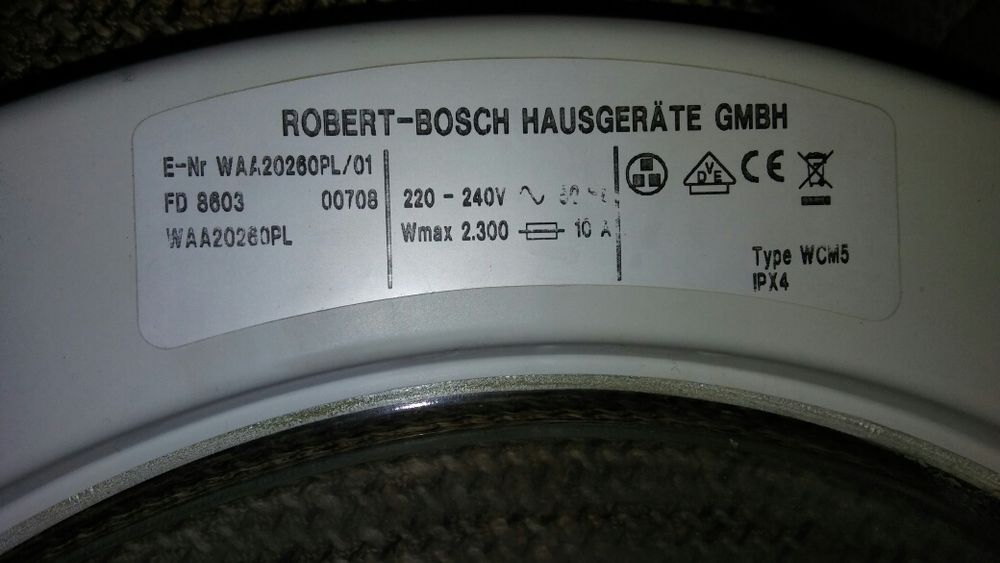 ROBERT-BOSCH HAUSGERÄTE GMBH
E-Nr WAA20260PL/01
FD 8603 00708
WAA20260PL
220 - 240V
Wmax 2.300 10 A
VDE CE
Type WCM5
IPX4